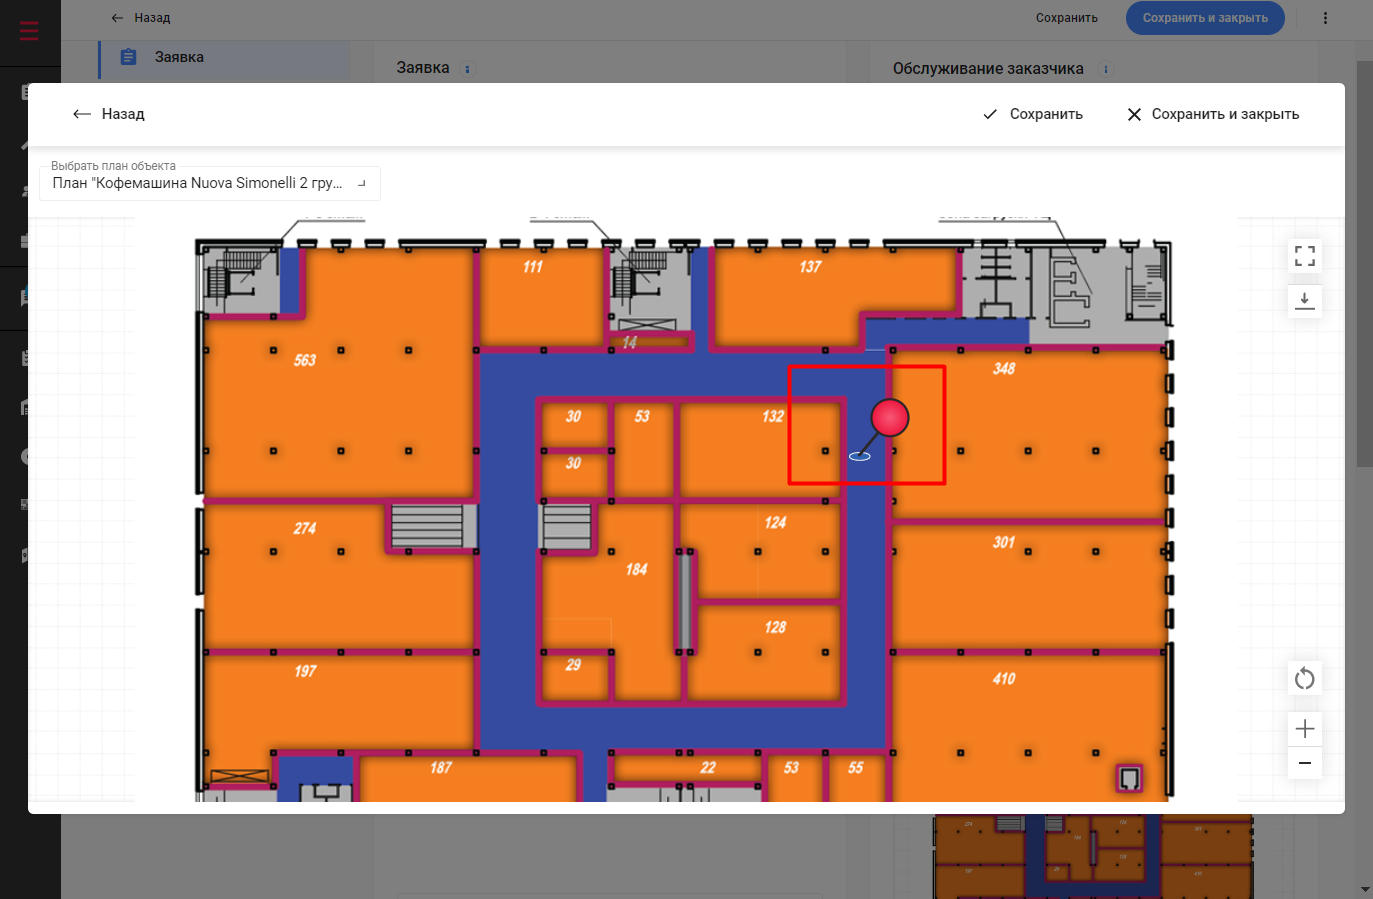 Назад
Сохранить
Сохранить и закрыть
Заявка
Заявка
Обслуживание заказчика
Назад
Сохранить
Сохранить и закрыть
Выбрать план объекта
План "Кофемашина Nuova Simonelli 2 гру...
111
137
14
563
348
30
53
132
30
274
124
301
184
128
29
197
410
187
22
53
55